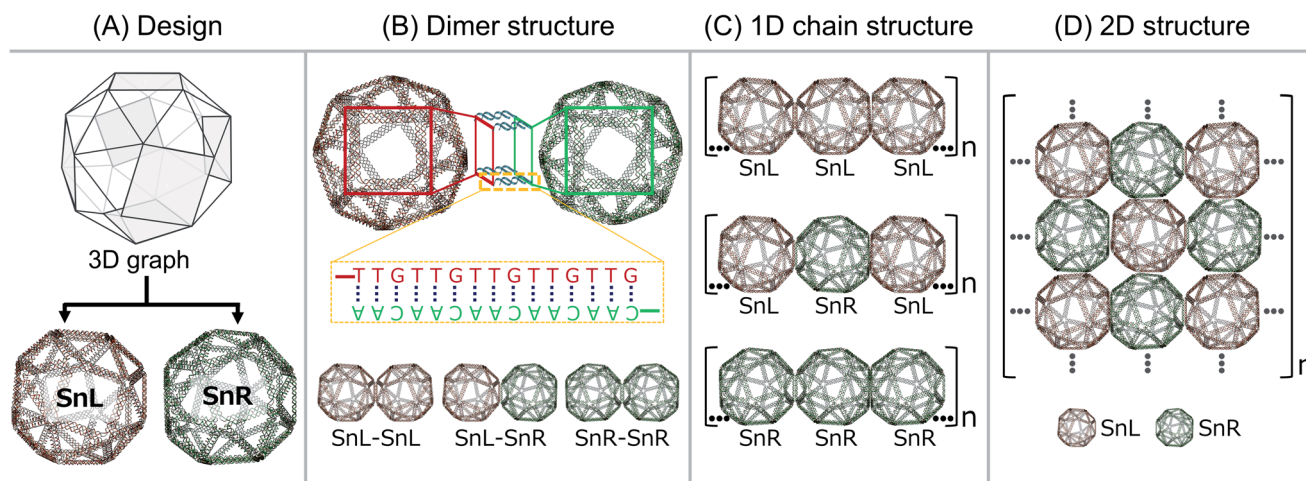 (A) Design
(B) Dimer structure
(C) 1D chain structure
(D) 2D structure
3D graph
SnL
SnR
TTGTTGTTGTTGTTG
AACAACAACAACAAC
SnL-SnL
SnL-SnR
SnR-SnR
SnL SnL SnL
n
SnL SnR SnL
n
SnR SnR SnR
n
n
SnL
SnR